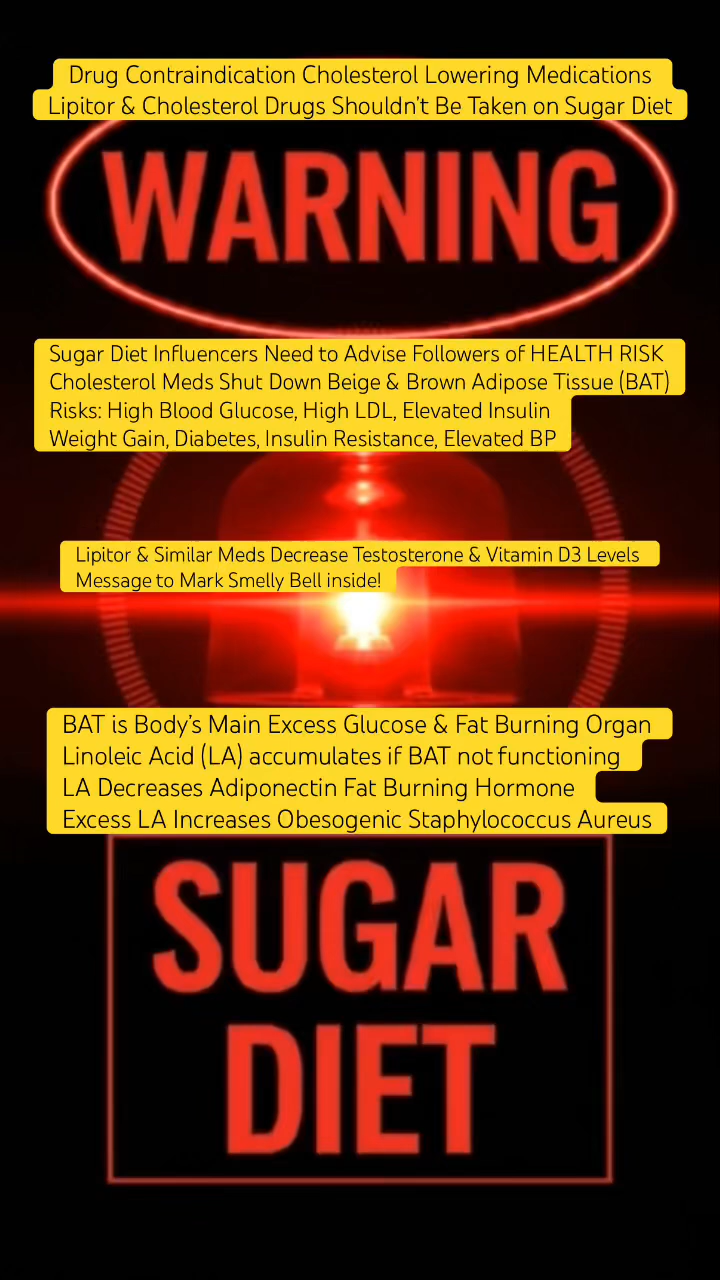 Drug Contraindication Cholesterol Lowering Medications
Lipitor & Cholesterol Drugs Shouldn't Be Taken on Sugar Diet
WARNING
Sugar Diet Influencers Need to Advise Followers of HEALTH RISK
Cholesterol Meds Shut Down Beige & Brown Adipose Tissue (BAT)
Risks: High Blood Glucose, High LDL, Elevated Insulin
Weight Gain, Diabetes, Insulin Resistance, Elevated BP
Lipitor & Similar Meds Decrease Testosterone & Vitamin D3 Levels
Message to Mark Smelly Bell inside!
BAT is Body's Main Excess Glucose & Fat Burning Organ
Linoleic Acid (LA) accumulates if BAT not functioning
LA Decreases Adiponectin Fat Burning Hormone
Excess LA Increases Obesogenic Staphylococcus Aureus
SUGAR
DIET